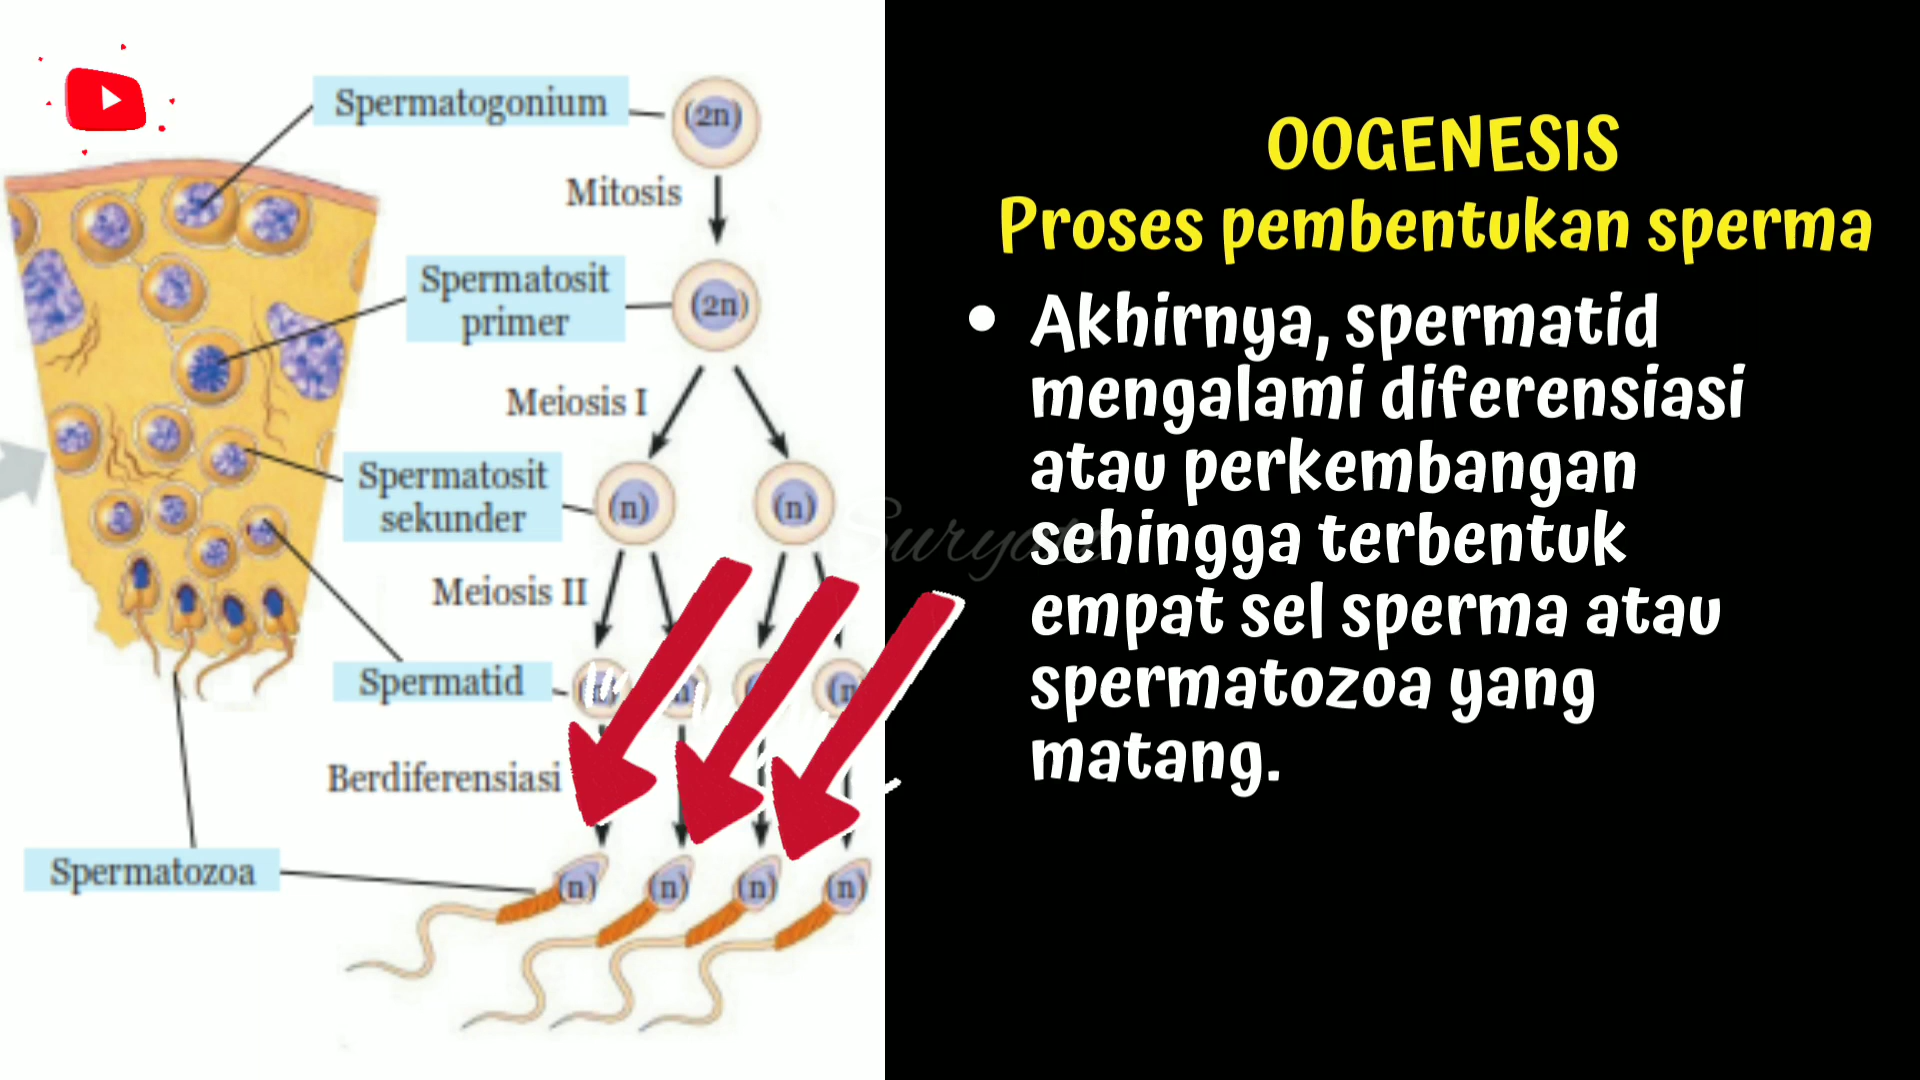 Spermatogonium
(2n)
Mitosis
Spermatosit
primer
(2n)
Meiosis I
Spermatosit
sekunder
(n)
(n)
Meiosis II
Spermatid
Berdiferensiasi
Spermatozoa
(n)
(n)
(n)
(n)
OOGENESIS
Proses pembentukan sperma
• Akhirnya, spermatid
mengalami diferensiasi
atau perkembangan
sehingga terbentuk
empat sel sperma atau
spermatozoa yang
matang.